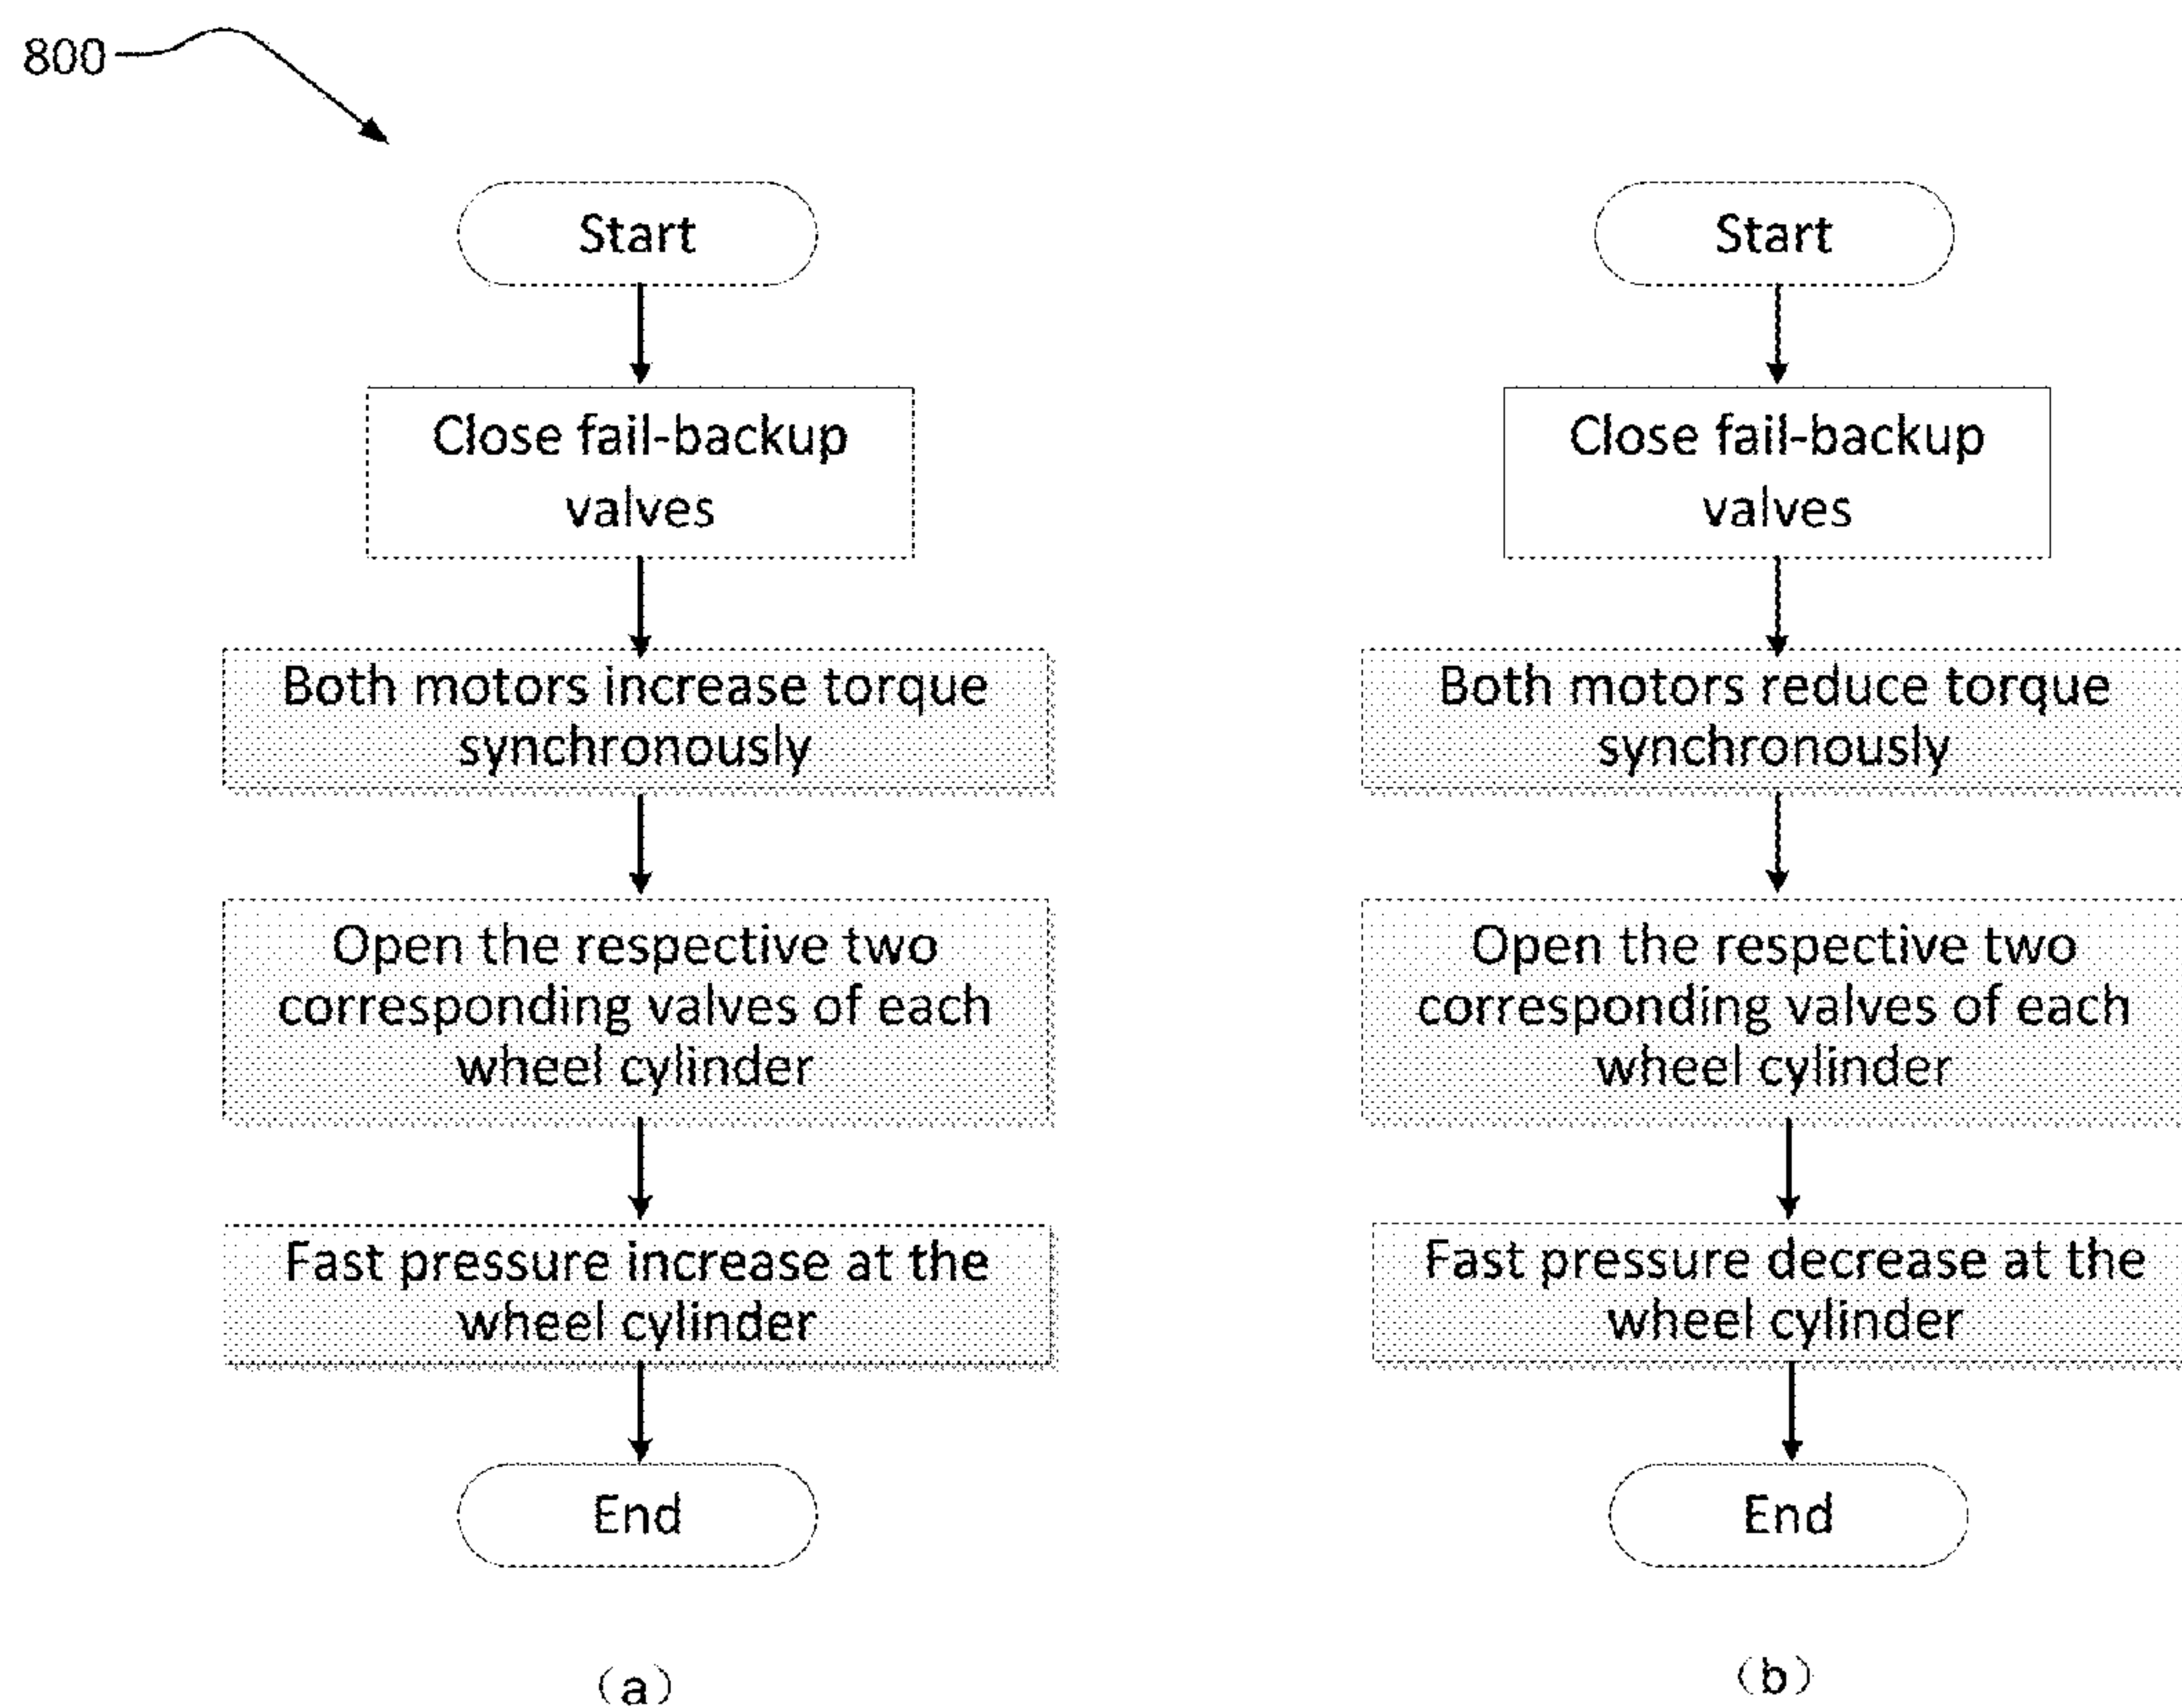 800
Start
Close fail-backup
valves
Both motors increase torque
synchronously
Open the respective two
corresponding valves of each
wheel cylinder
Fast pressure increase at the
wheel cylinder
End
(a)
Start
Close fail-backup
valves
Both motors reduce torque
synchronously
Open the respective two
corresponding valves of each
wheel cylinder
Fast pressure decrease at the
wheel cylinder
End
(b)